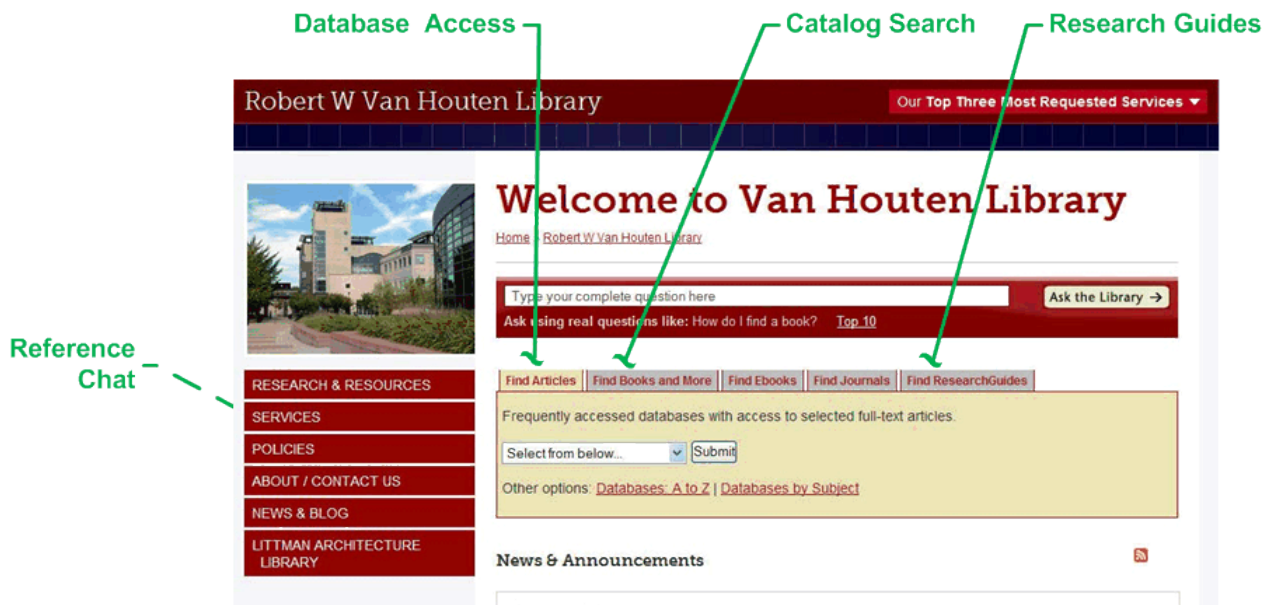 Database Access
Catalog Search
Research Guides
Robert W Van Houten Library
Our Top Three Most Requested Services ▼
Welcome to Van Houten Library
Home » Robert W Van Houten Library
Type your complete question here
Ask the Library →
Ask using real questions like: How do I find a book? Top 10
Reference
Chat
RESEARCH & RESOURCES
SERVICES
POLICIES
ABOUT / CONTACT US
NEWS & BLOG
LITTMAN ARCHITECTURE
LIBRARY
Find Articles
Find Books and More
Find Ebooks
Find Journals
Find ResearchGuides
Frequently accessed databases with access to selected full-text articles.
Select from below...
Submit
Other options: Databases: A to Z | Databases by Subject
News & Announcements